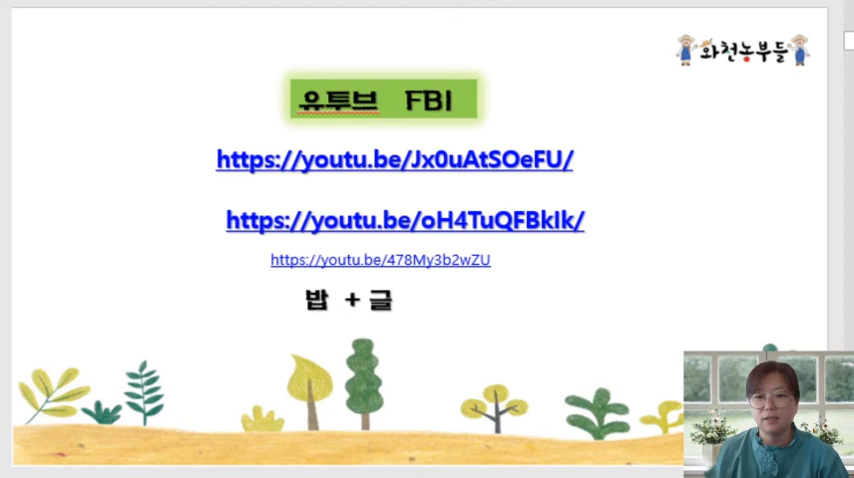 와천농부들
유투브 FBI
https://youtu.be/Jx0uAtSOeFU/
https://youtu.be/oH4TuQFBkIk/
https://youtu.be/478My3b2wZU
밥 + 글